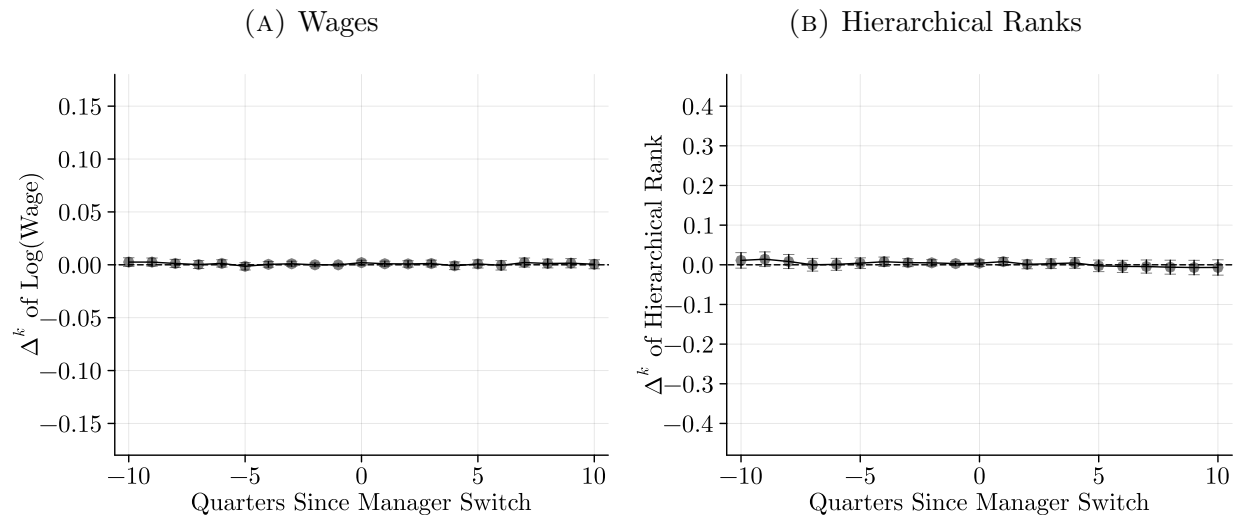 (A) Wages
0.15
0.10
0.05
0.00
−0.05
−0.10
−0.15
Δᵏ of Log(Wage)
−10 −5 0 5 10
Quarters Since Manager Switch
(B) Hierarchical Ranks
0.4
0.3
0.2
0.1
0.0
−0.1
−0.2
−0.3
−0.4
Δᵏ of Hierarchical Rank
−10 −5 0 5 10
Quarters Since Manager Switch